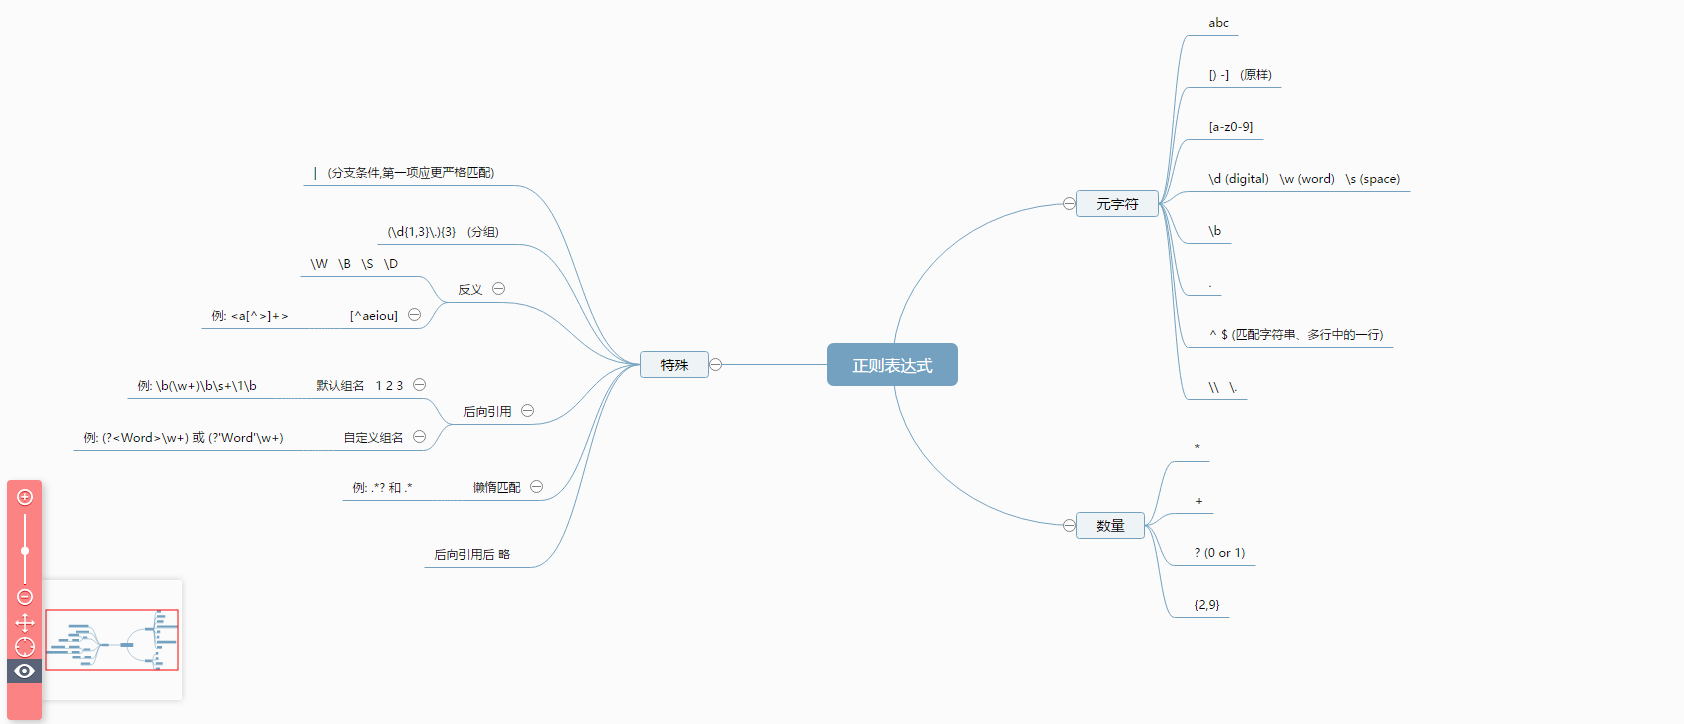 正则表达式
元字符
abc
[) -] (原样)
[a-z0-9]
\d (digital) \w (word) \s (space)
\b
.
^ $ (匹配字符串、多行中的一行)
\\ \.
数量
*
+
? (0 or 1)
{2,9}
特殊
| (分支条件,第一项应更严格匹配)
(\d{1,3}\.){3} (分组)
反义
\W \B \S \D
[^aeiou]
例: <a[^>]+>
后向引用
默认组名 1 2 3
例: \b(\w+)\b\s+\1\b
自定义组名
例: (?<Word>\w+) 或 (?'Word'\w+)
懒惰匹配
例: .*? 和 .*
后向引用后 略